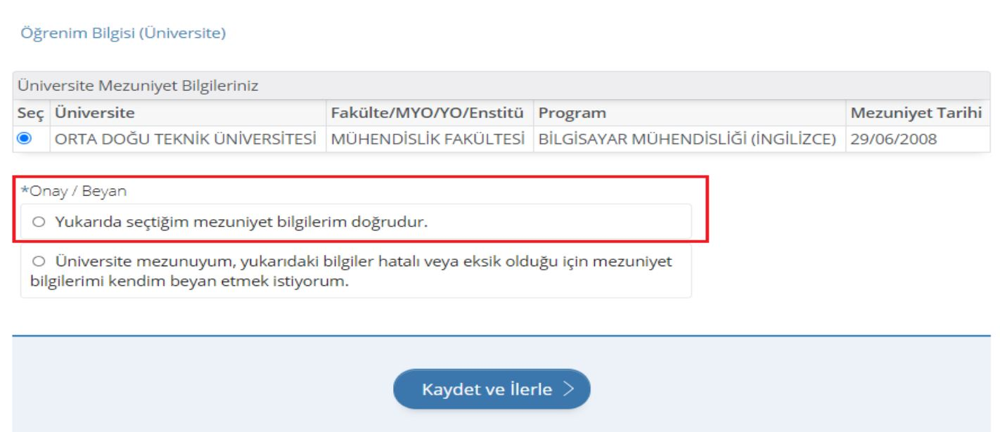 Öğrenim Bilgisi (Üniversite)
Üniversite Mezuniyet Bilgileriniz
Seç Üniversite Fakülte/MYO/YO/Enstitü Program Mezuniyet Tarihi
ORTA DOĞU TEKNİK ÜNİVERSİTESİ MÜHENDİSLİK FAKÜLTESİ BİLGİSAYAR MÜHENDİSLİĞİ (İNGİLİZCE) 29/06/2008
*Onay / Beyan
Yukarıda seçtiğim mezuniyet bilgilerim doğrudur.
Üniversite mezunuyum, yukarıdaki bilgiler hatalı veya eksik olduğu için mezuniyet
bilgilerimi kendim beyan etmek istiyorum.
Kaydet ve İlerle